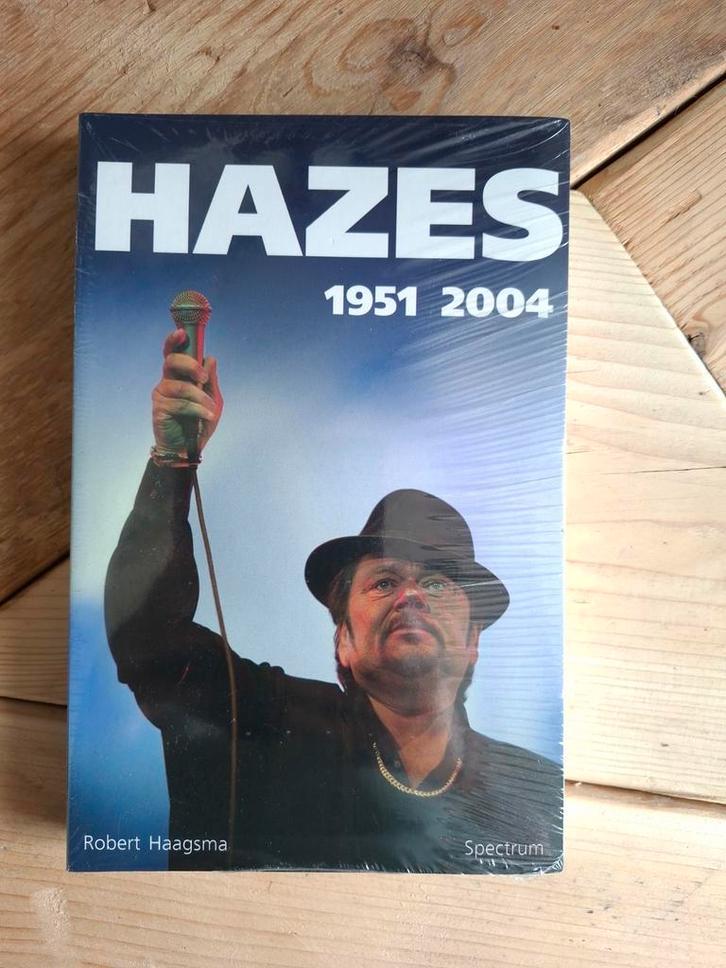 HAZES
1951 2004
Robert Haagsma
Spectrum